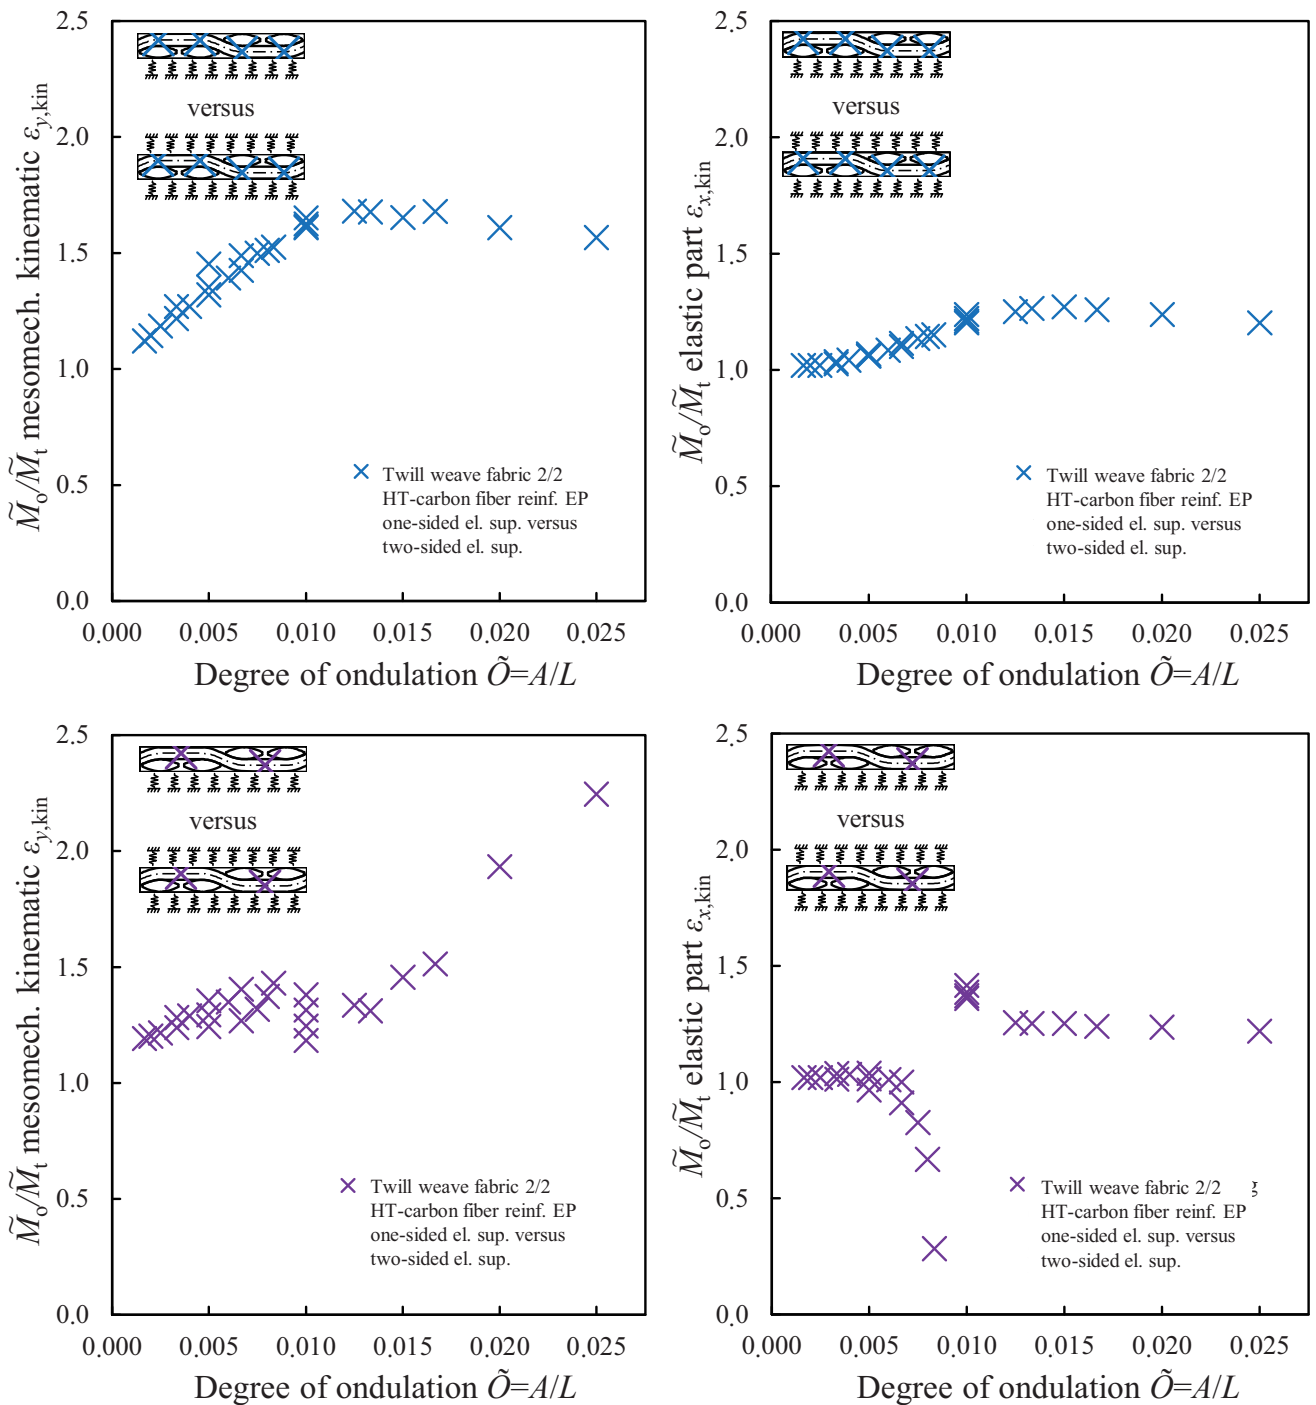 2.5
2.0
1.5
1.0
0.5
0.0
0.000 0.005 0.010 0.015 0.020 0.025
M̃o/M̃t mesomech. kinematic εy,kin
Degree of ondulation Õ=A/L
versus
Twill weave fabric 2/2
HT-carbon fiber reinf. EP
one-sided el. sup. versus
two-sided el. sup.
2.5
2.0
1.5
1.0
0.5
0.0
0.000 0.005 0.010 0.015 0.020 0.025
M̃o/M̃t elastic part εx,kin
Degree of ondulation Õ=A/L
versus
Twill weave fabric 2/2
HT-carbon fiber reinf. EP
one-sided el. sup. versus
two-sided el. sup.
2.5
2.0
1.5
1.0
0.5
0.0
0.000 0.005 0.010 0.015 0.020 0.025
M̃o/M̃t mesomech. kinematic εy,kin
Degree of ondulation Õ=A/L
versus
Twill weave fabric 2/2
HT-carbon fiber reinf. EP
one-sided el. sup. versus
two-sided el. sup.
2.5
2.0
1.5
1.0
0.5
0.0
0.000 0.005 0.010 0.015 0.020 0.025
M̃o/M̃t elastic part εx,kin
Degree of ondulation Õ=A/L
versus
Twill weave fabric 2/2
HT-carbon fiber reinf. EP
one-sided el. sup. versus
two-sided el. sup.